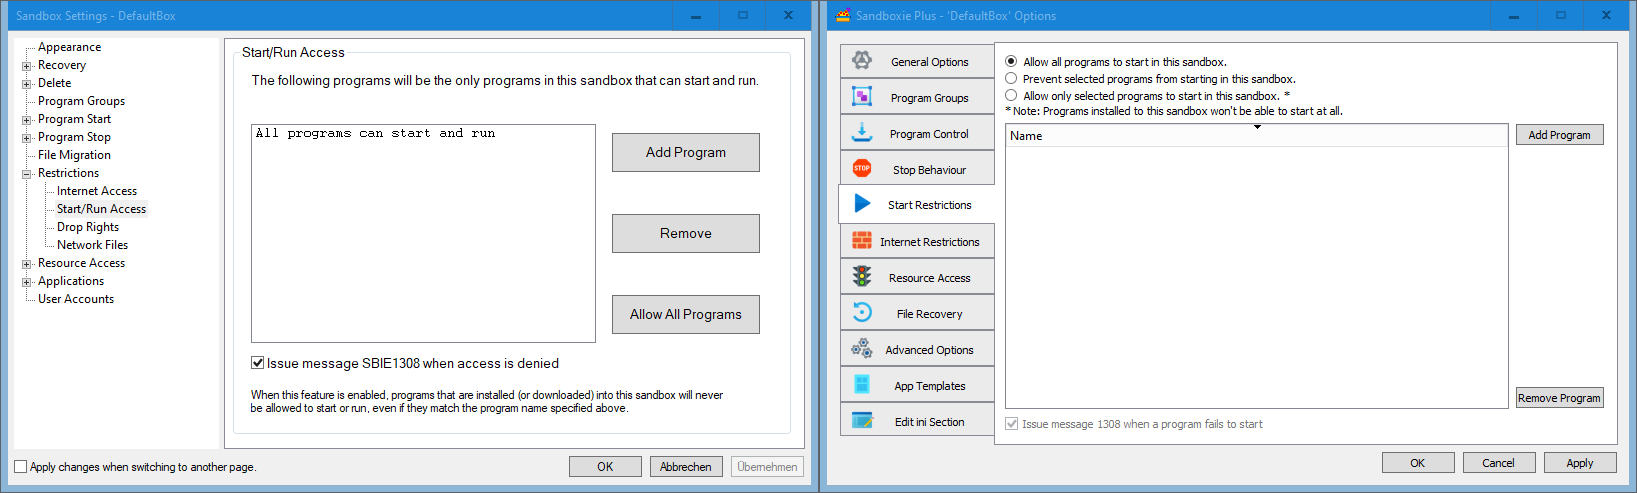 Sandbox Settings - DefaultBox
Appearance
Recovery
Delete
Program Groups
Program Start
Program Stop
File Migration
Restrictions
Internet Access
Start/Run Access
Drop Rights
Network Files
Resource Access
Applications
User Accounts
Start/Run Access
The following programs will be the only programs in this sandbox that can start and run.
All programs can start and run
Add Program
Remove
Allow All Programs
Issue message SBIE1308 when access is denied
When this feature is enabled, programs that are installed (or downloaded) into this sandbox will never
be allowed to start or run, even if they match the program name specified above.
Apply changes when switching to another page.
OK
Abbrechen
Übernehmen
Sandboxie Plus - 'DefaultBox' Options
General Options
Program Groups
Program Control
STOP
Stop Behaviour
Start Restrictions
Internet Restrictions
Resource Access
File Recovery
Advanced Options
App Templates
Edit ini Section
Allow all programs to start in this sandbox.
Prevent selected programs from starting in this sandbox.
Allow only selected programs to start in this sandbox. *
* Note: Programs installed to this sandbox won't be able to start at all.
Name
Add Program
Remove Program
Issue message 1308 when a program fails to start
OK
Cancel
Apply